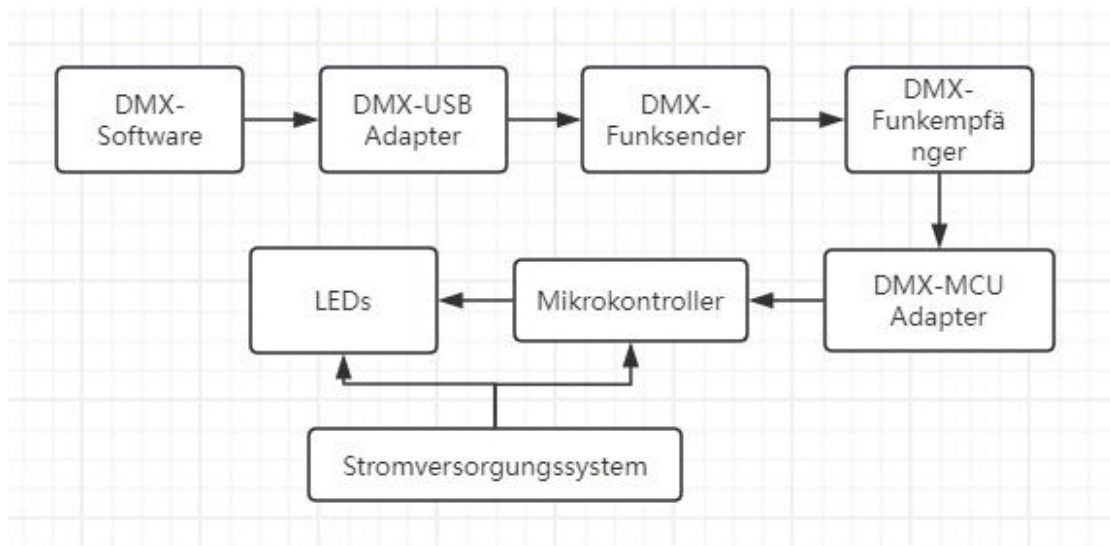 DMX-
Software
DMX-USB
Adapter
DMX-
Funksender
DMX-
Funkempfä
nger
LEDs
Mikrokontroller
DMX-MCU
Adapter
Stromversorgungssystem